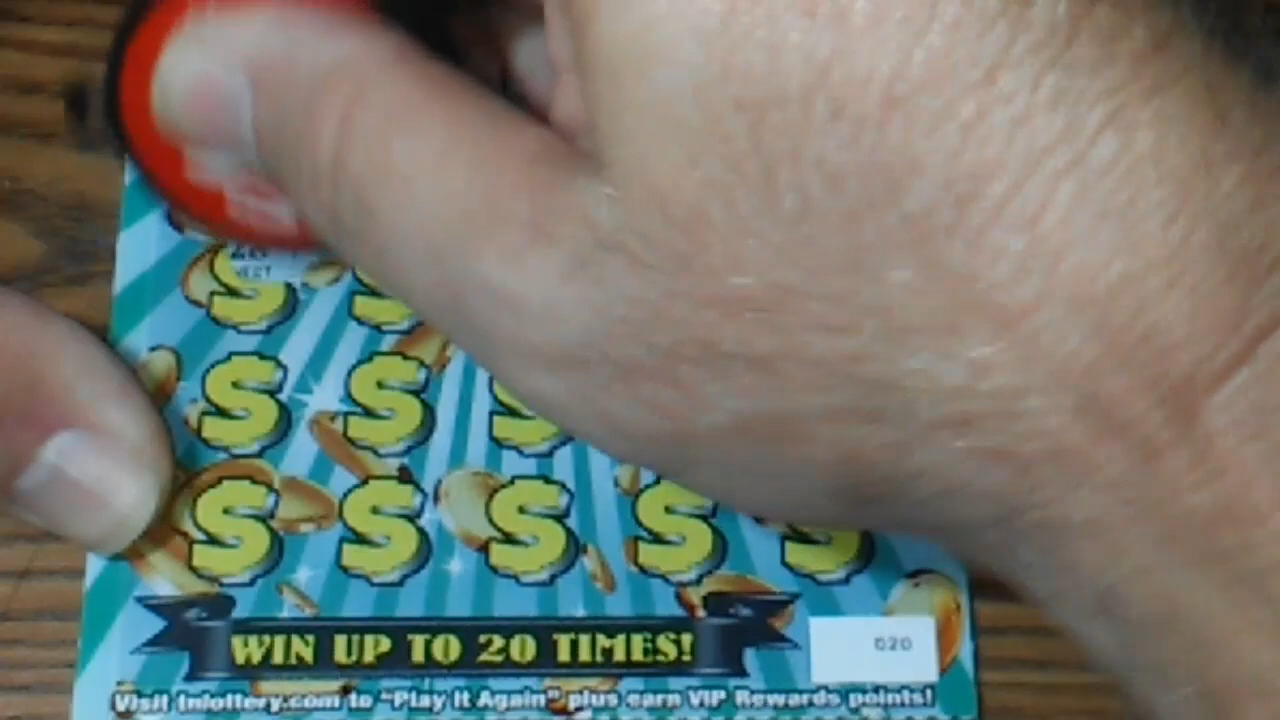 WIN UP TO 20 TIMES!
020
Visit tnlottery.com to "Play It Again" plus earn VIP Rewards points!